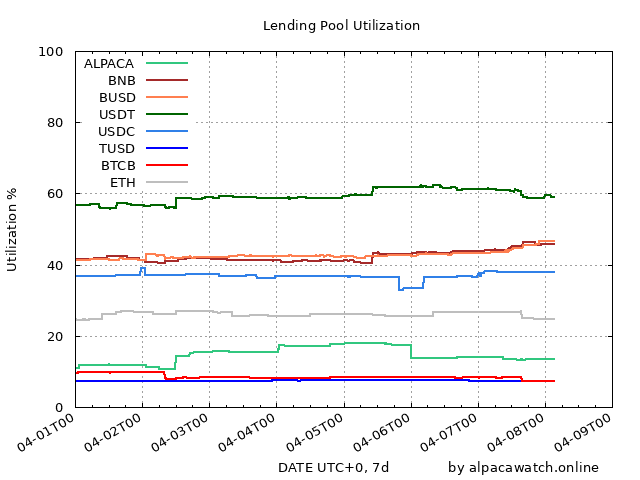 Lending Pool Utilization
100
80
60
40
20
0
Utilization %
ALPACA
BNB
BUSD
USDT
USDC
TUSD
BTCB
ETH
04-01T00
04-02T00
04-03T00
04-04T00
04-05T00
04-06T00
04-07T00
04-08T00
04-09T00
DATE UTC+0, 7d
by alpacawatch.online